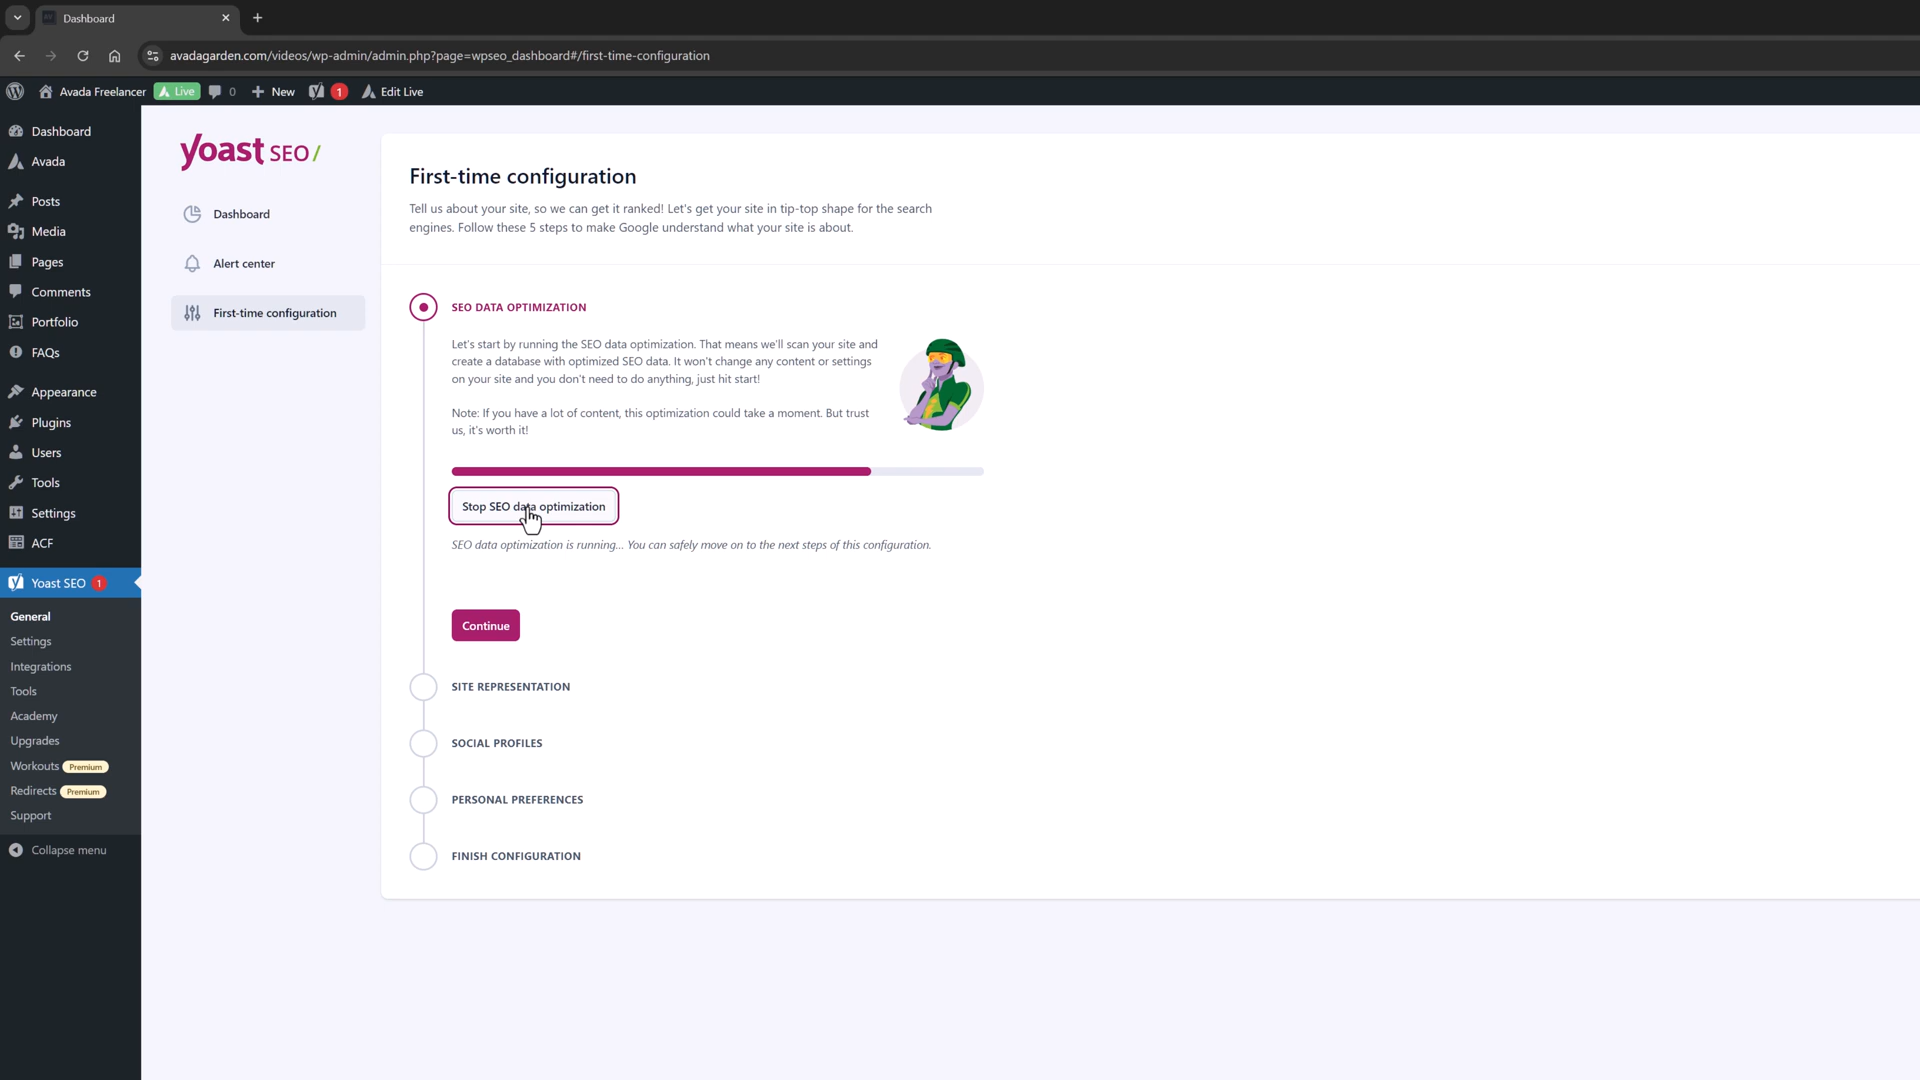 Dashboard
avadagarden.com/videos/wp-admin/admin.php?page=wpseo_dashboard#/first-time-configuration
Avada Freelancer Live 0 New 1 Edit Live
Dashboard
Avada
Posts
Media
Pages
Comments
Portfolio
FAQs
Appearance
Plugins
Users
Tools
Settings
ACF
Yoast SEO 1
General
Settings
Integrations
Tools
Academy
Upgrades
Workouts Premium
Redirects Premium
Support
Collapse menu
yoast SEO/
Dashboard
Alert center
First-time configuration
First-time configuration
Tell us about your site, so we can get it ranked! Let's get your site in tip-top shape for the search
engines. Follow these 5 steps to make Google understand what your site is about.
SEO DATA OPTIMIZATION
Let's start by running the SEO data optimization. That means we'll scan your site and
create a database with optimized SEO data. It won't change any content or settings
on your site and you don't need to do anything, just hit start!
Note: If you have a lot of content, this optimization could take a moment. But trust
us, it's worth it!
Stop SEO data optimization
SEO data optimization is running... You can safely move on to the next steps of this configuration.
Continue
SITE REPRESENTATION
SOCIAL PROFILES
PERSONAL PREFERENCES
FINISH CONFIGURATION